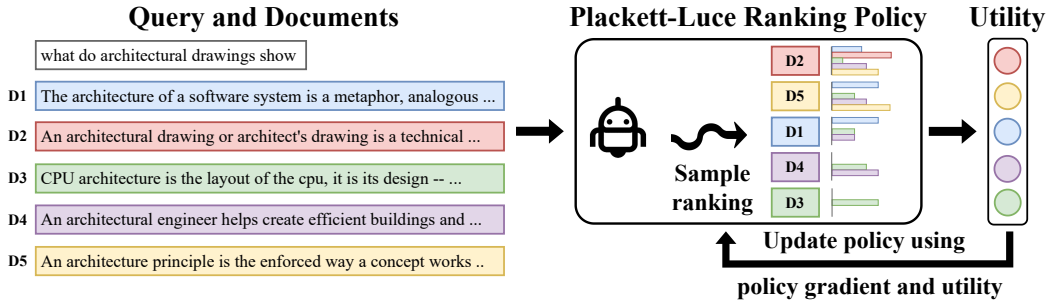 Query and Documents
what do architectural drawings show
D1 The architecture of a software system is a metaphor, analogous ...
D2 An architectural drawing or architect's drawing is a technical ...
D3 CPU architecture is the layout of the cpu, it is its design -- ...
D4 An architectural engineer helps create efficient buildings and ...
D5 An architecture principle is the enforced way a concept works ..
Plackett-Luce Ranking Policy
Sample
ranking
D2
D5
D1
D4
D3
Utility
Update policy using
policy gradient and utility